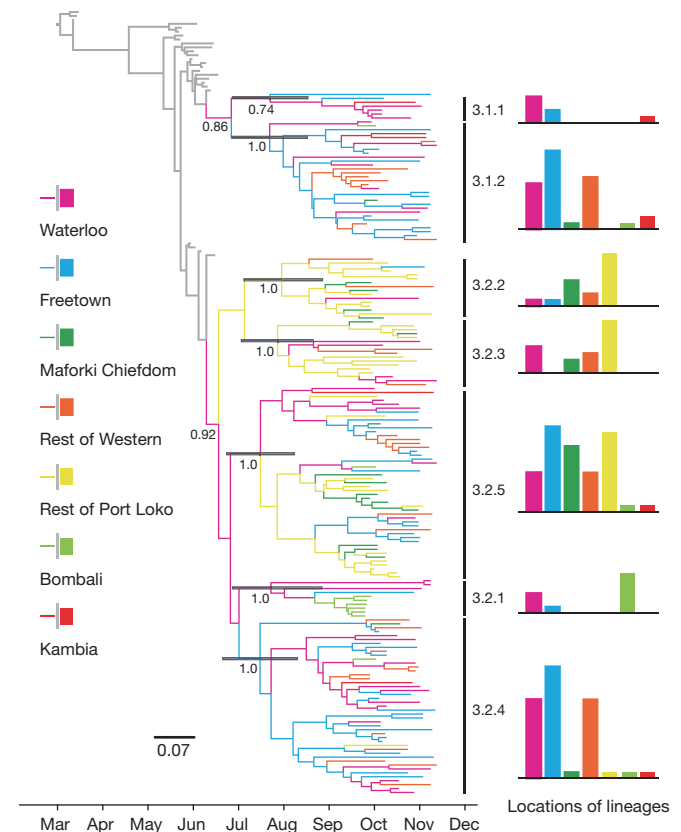 0.74
3.1.1
0.86
1.0
3.1.2
Waterloo
Freetown
1.0
3.2.2
Maforki Chiefdom
1.0
3.2.3
Rest of Western
0.92
1.0
3.2.5
Rest of Port Loko
Bombali
1.0
3.2.1
Kambia
1.0
3.2.4
0.07
Locations of lineages
Mar Apr May Jun Jul Aug Sep Oct Nov Dec